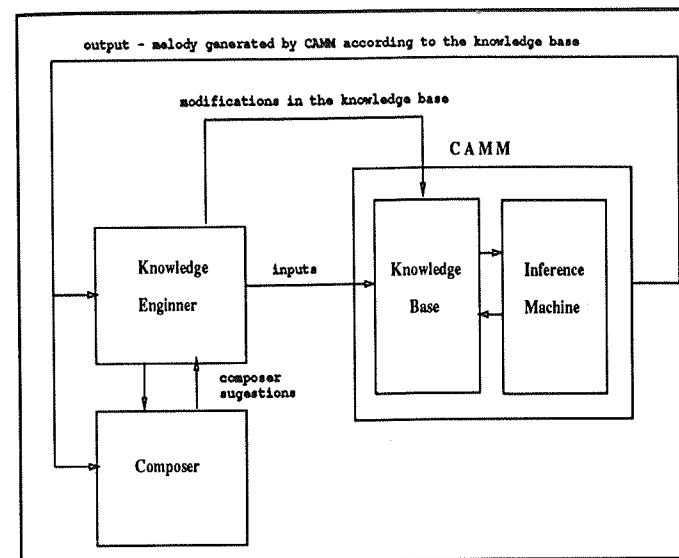 output - melody generated by CAMM according to the knowledge base
modifications in the knowledge base
CAMM
Knowledge
Enginner
inputs
Knowledge
Base
Inference
Machine
composer
sugestions
Composer